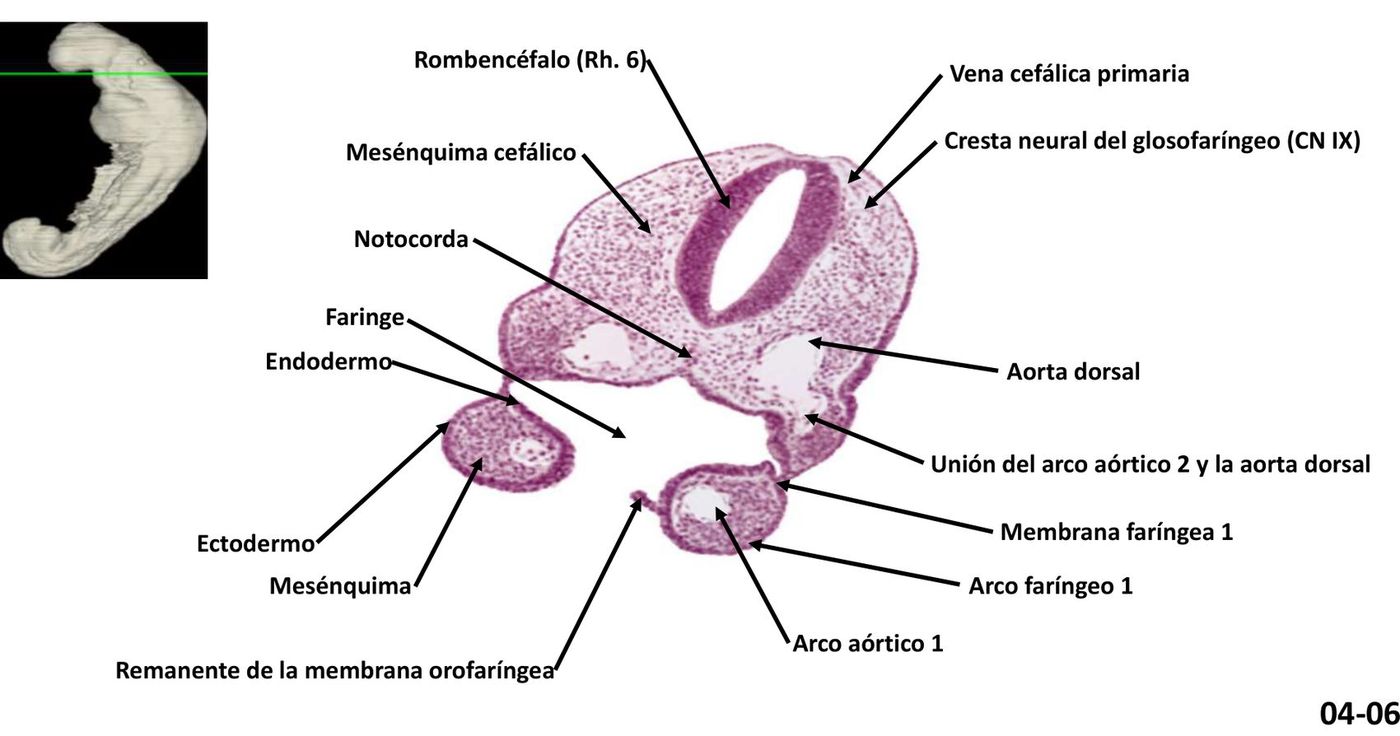 Rombencéfalo (Rh. 6)
Vena cefálica primaria
Cresta neural del glosofaríngeo (CN IX)
Mesénquima cefálico
Notocorda
Faringe
Endodermo
Aorta dorsal
Unión del arco aórtico 2 y la aorta dorsal
Membrana faríngea 1
Ectodermo
Mesénquima
Arco faríngeo 1
Arco aórtico 1
Remanente de la membrana orofaríngea
04-06